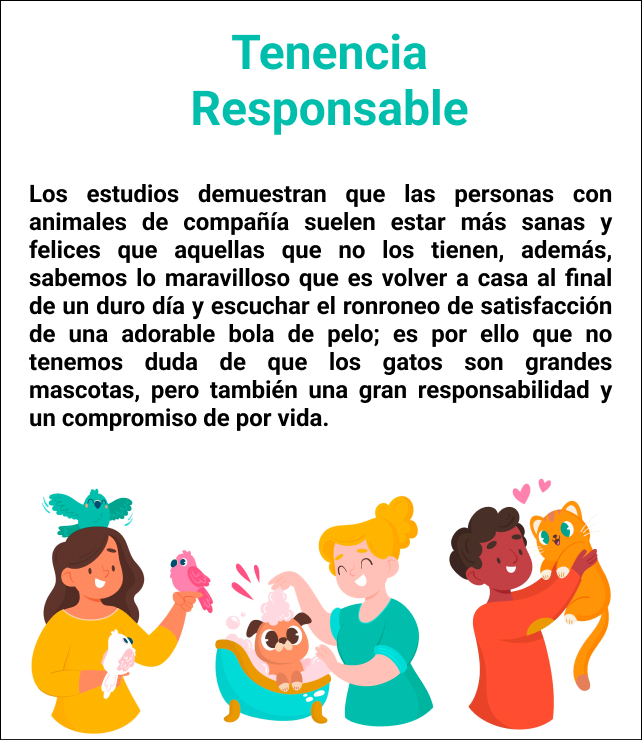 Tenencia
Responsable
Los estudios demuestran que las personas con
animales de compañía suelen estar más sanas y
felices que aquellas que no los tienen, además,
sabemos lo maravilloso que es volver a casa al final
de un duro día y escuchar el ronroneo de satisfacción
de una adorable bola de pelo; es por ello que no
tenemos duda de que los gatos son grandes
mascotas, pero también una gran responsabilidad y
un compromiso de por vida.